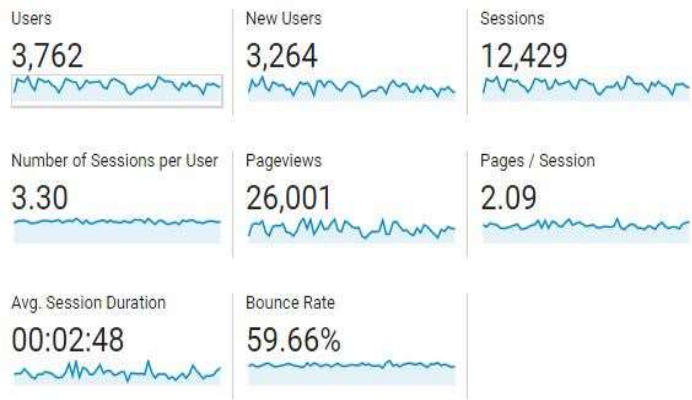 Users
3,762
New Users
3,264
Sessions
12,429
Number of Sessions per User
3.30
Pageviews
26,001
Pages / Session
2.09
Avg. Session Duration
00:02:48
Bounce Rate
59.66%